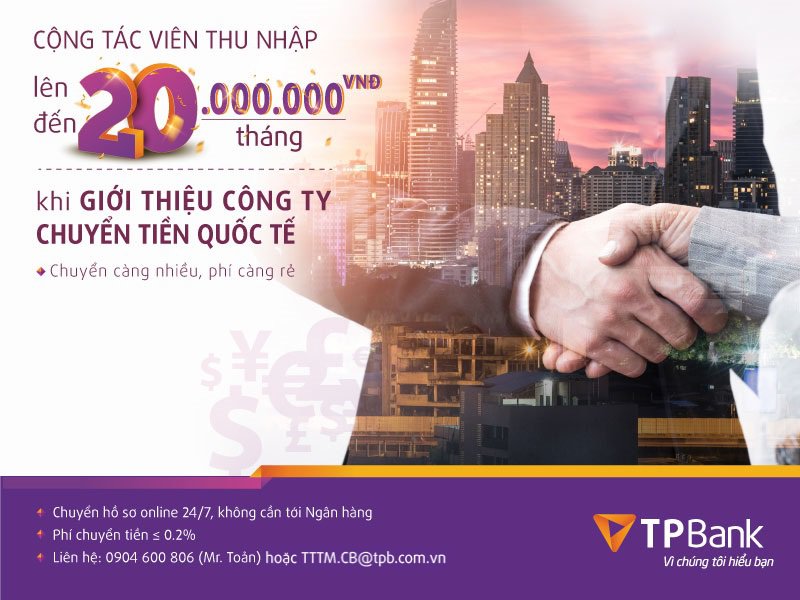 CỘNG TÁC VIÊN THU NHẬP
lên đến 20.000.000 VNĐ
tháng
khi GIỚI THIỆU CÔNG TY
CHUYỂN TIỀN QUỐC TẾ
Chuyển càng nhiều, phí càng rẻ
Chuyển hồ sơ online 24/7, không cần tới Ngân hàng
Phí chuyển tiền ≤ 0.2%
Liên hệ: 0904 600 806 (Mr. Toản) hoặc TTTM.CB@tpb.com.vn
TPBank
Vì chúng tôi hiểu bạn